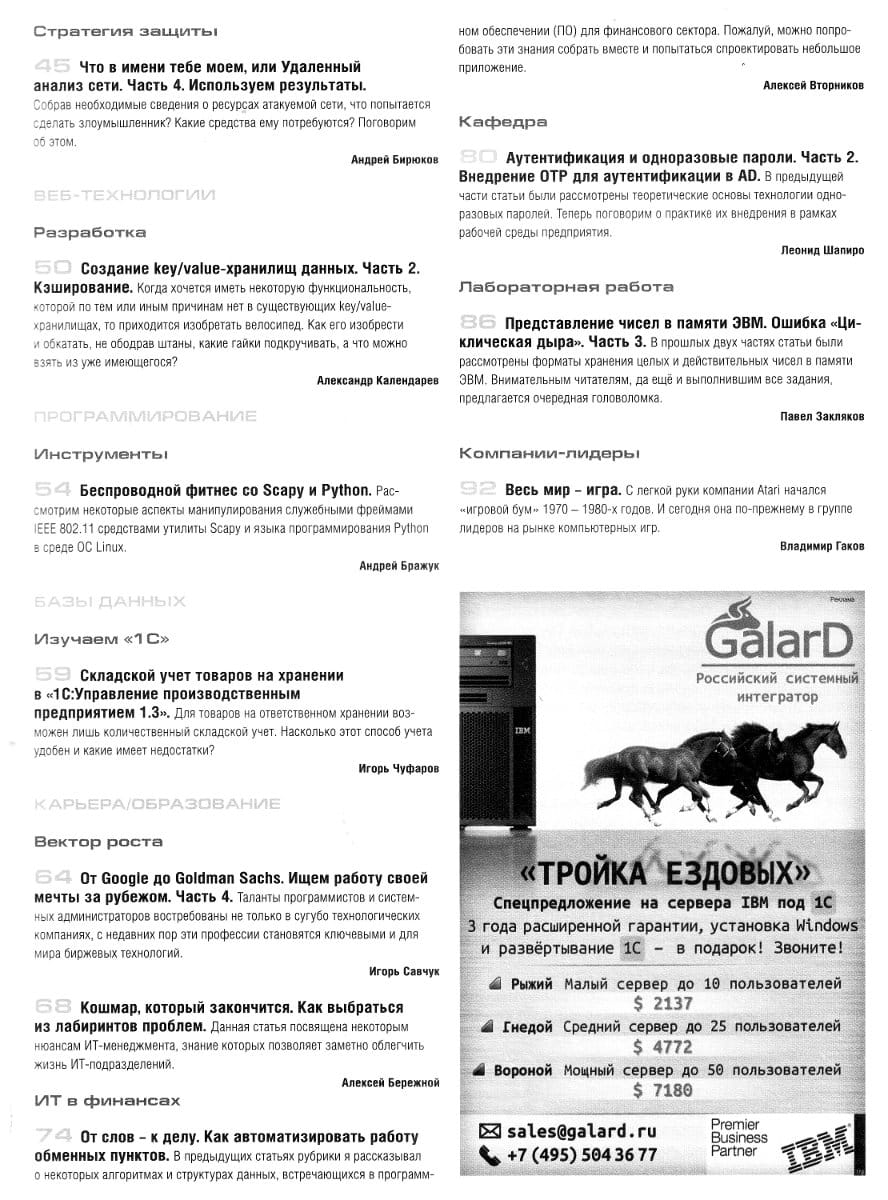 Стратегия защиты
45 Что в имени тебе моем, или Удаленный
анализ сети. Часть 4. Используем результаты.
Собрав необходимые сведения о ресурсах атакуемой сети, что попытается
сделать злоумышленник? Какие средства ему потребуются? Поговорим
об этом.
Андрей Бирюков
ВЕБ-ТЕХНОЛОГИИ
Разработка
50 Создание key/value-хранилищ данных. Часть 2.
Кэширование. Когда хочется иметь некоторую функциональность,
которой по тем или иным причинам нет в существующих key/value-
хранилищах, то приходится изобретать велосипед. Как его изобрести
и обкатать, не ободрав штаны, какие гайки подкручивать, а что можно
взять из уже имеющегося?
Александр Календарев
ПРОГРАММИРОВАНИЕ
Инструменты
54 Беспроводной фитнес со Scapy и Python. Рас-
смотрим некоторые аспекты манипулирования служебными фреймами
IEEE 802.11 средствами утилиты Scapy и языка программирования Python
в среде ОС Linux.
Андрей Бражук
БАЗЫ ДАННЫХ
Изучаем «1С»
59 Складской учет товаров на хранении
в «1С:Управление производственным
предприятием 1.3». Для товаров на ответственном хранении воз-
можен лишь количественный складской учет. Насколько этот способ учета
удобен и какие имеет недостатки?
Игорь Чуфаров
КАРЬЕРА/ОБРАЗОВАНИЕ
Вектор роста
64 От Google до Goldman Sachs. Ищем работу своей
мечты за рубежом. Часть 4. Таланты программистов и систем-
ных администраторов востребованы не только в сугубо технологических
компаниях, с недавних пор эти профессии становятся ключевыми и для
мира биржевых технологий.
Игорь Савчук
68 Кошмар, который закончится. Как выбраться
из лабиринтов проблем. Данная статья посвящена некоторым
нюансам ИТ-менеджмента, знание которых позволяет заметно облегчить
жизнь ИТ-подразделений.
Алексей Бережной
ИТ в финансах
74 От слов – к делу. Как автоматизировать работу
обменных пунктов. В предыдущих статьях рубрики я рассказывал
о некоторых алгоритмах и структурах данных, встречающихся в программ-
ном обеспечении (ПО) для финансового сектора. Пожалуй, можно попро-
бовать эти знания собрать вместе и попытаться спроектировать небольшое
приложение.
Алексей Вторников
Кафедра
80 Аутентификация и одноразовые пароли. Часть 2.
Внедрение OTP для аутентификации в AD. В предыдущей
части статьи были рассмотрены теоретические основы технологии одно-
разовых паролей. Теперь поговорим о практике их внедрения в рамках
рабочей среды предприятия.
Леонид Шапиро
Лабораторная работа
86 Представление чисел в памяти ЭВМ. Ошибка «Ци-
клическая дыра». Часть 3. В прошлых двух частях статьи были
рассмотрены форматы хранения целых и действительных чисел в памяти
ЭВМ. Внимательным читателям, да ещё и выполнившим все задания,
предлагается очередная головоломка.
Павел Закляков
Компании-лидеры
92 Весь мир – игра. С легкой руки компании Atari начался
«игровой бум» 1970 – 1980-х годов. И сегодня она по-прежнему в группе
лидеров на рынке компьютерных игр.
Владимир Гаков
Реклама
GalarD
Российский системный
интегратор
IBM
«ТРОЙКА ЕЗДОВЫХ»
Спецпредложение на сервера IBM под 1С
3 года расширенной гарантии, установка Windows
и развёртывание 1С – в подарок! Звоните!
Рыжий Малый сервер до 10 пользователей
$ 2137
Гнедой Средний сервер до 25 пользователей
$ 4772
Вороной Мощный сервер до 50 пользователей
$ 7180
sales@galard.ru
+7 (495) 504 36 77
Premier
Business
Partner
IBM